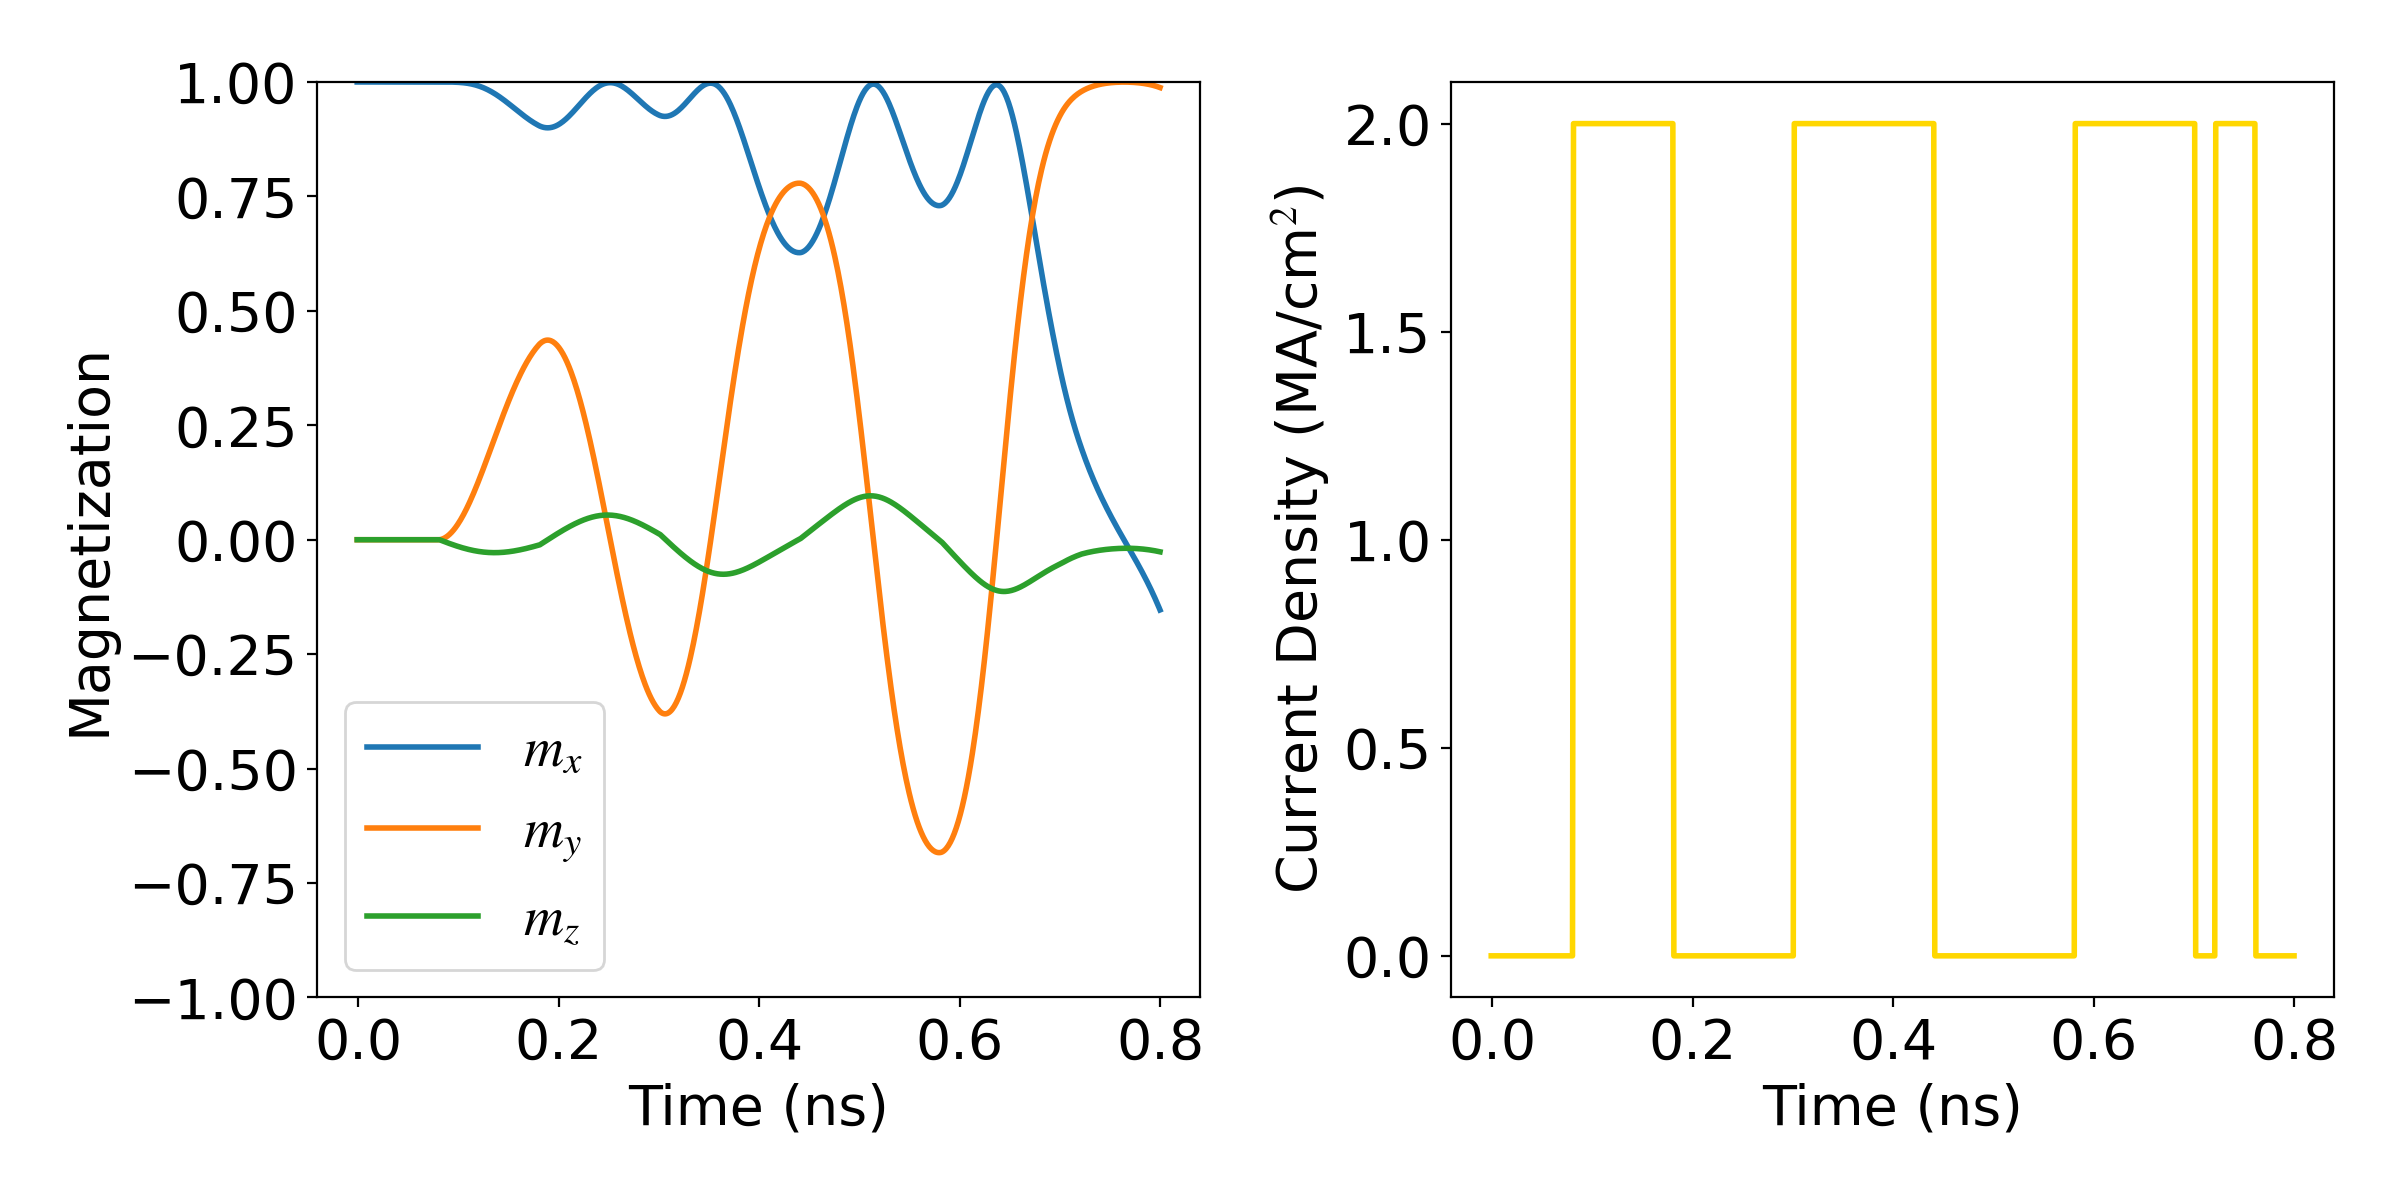 Magnetization
1.00
0.75
0.50
0.25
0.00
−0.25
−0.50
−0.75
−1.00
0.0 0.2 0.4 0.6 0.8
Time (ns)
m_x
m_y
m_z
Current Density (MA/cm²)
2.0
1.5
1.0
0.5
0.0
0.0 0.2 0.4 0.6 0.8
Time (ns)